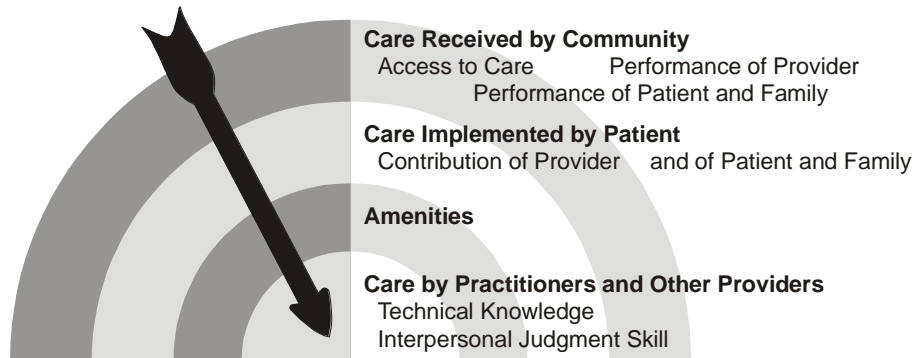 Care Received by Community
Access to Care Performance of Provider
Performance of Patient and Family
Care Implemented by Patient
Contribution of Provider and of Patient and Family
Amenities
Care by Practitioners and Other Providers
Technical Knowledge
Interpersonal Judgment Skill